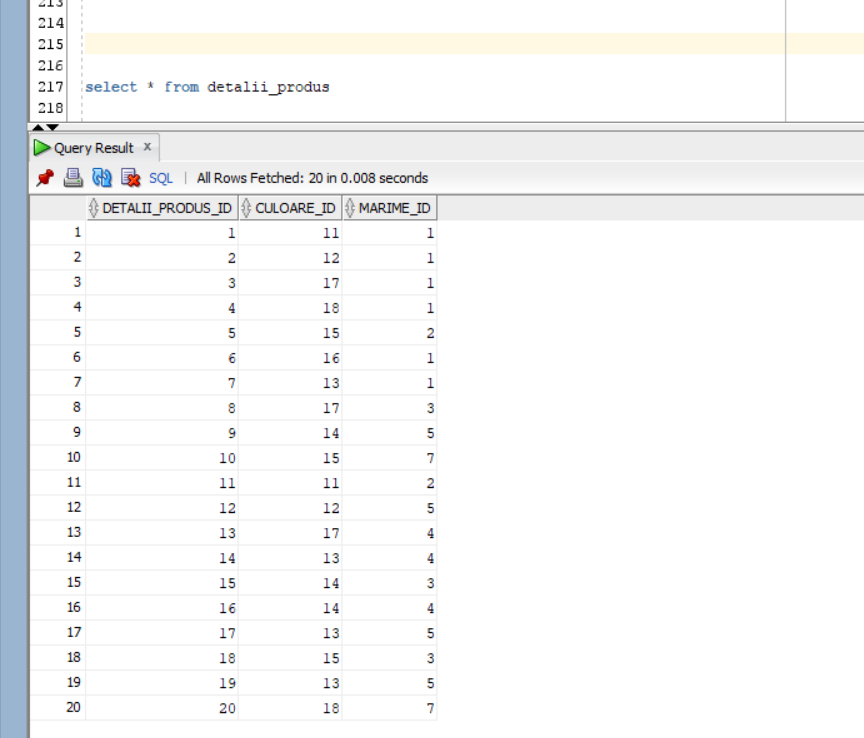 213
214
215
216
217 select * from detalii_produs
218
Query Result x
SQL | All Rows Fetched: 20 in 0.008 seconds
DETALII_PRODUS_ID CULOARE_ID MARIME_ID
1 1 11 1
2 2 12 1
3 3 17 1
4 4 18 1
5 5 15 2
6 6 16 1
7 7 13 1
8 8 17 3
9 9 14 5
10 10 15 7
11 11 11 2
12 12 12 5
13 13 17 4
14 14 13 4
15 15 14 3
16 16 14 4
17 17 13 5
18 18 15 3
19 19 13 5
20 20 18 7